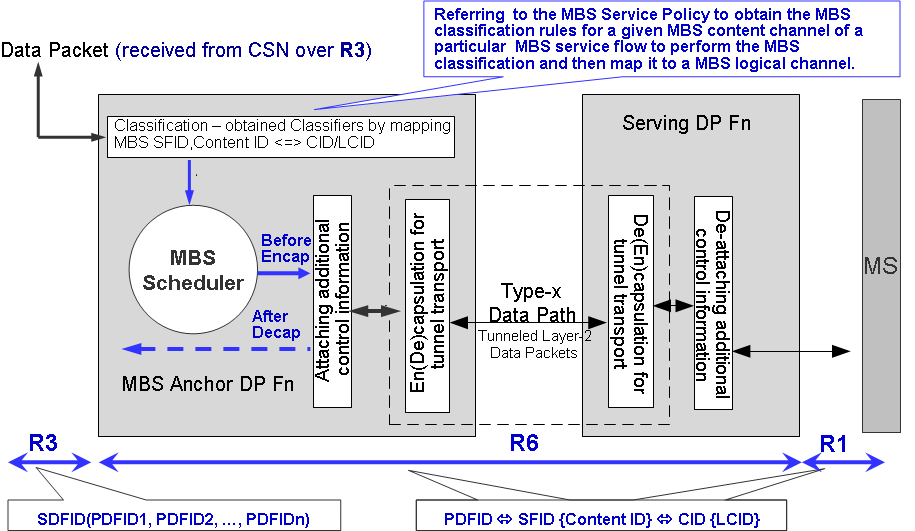 Referring to the MBS Service Policy to obtain the MBS
classification rules for a given MBS content channel of a
particular MBS service flow to perform the MBS
classification and then map it to a MBS logical channel.
Data Packet (received from CSN over R3)
Classification – obtained Classifiers by mapping
MBS SFID,Content ID <=> CID/LCID
Serving DP Fn
MBS
Scheduler
Before
Encap
After
Decap
Attaching additional
control information
En(De)capsulation for
tunnel transport
Type-x
Data Path
Tunneled Layer-2
Data Packets
De(En)capsulation for
tunnel transport
De-attaching additional
control information
MS
MBS Anchor DP Fn
R3
R6
R1
SDFID(PDFID1, PDFID2, ..., PDFIDn)
PDFID ⇔ SFID {Content ID} ⇔ CID {LCID}